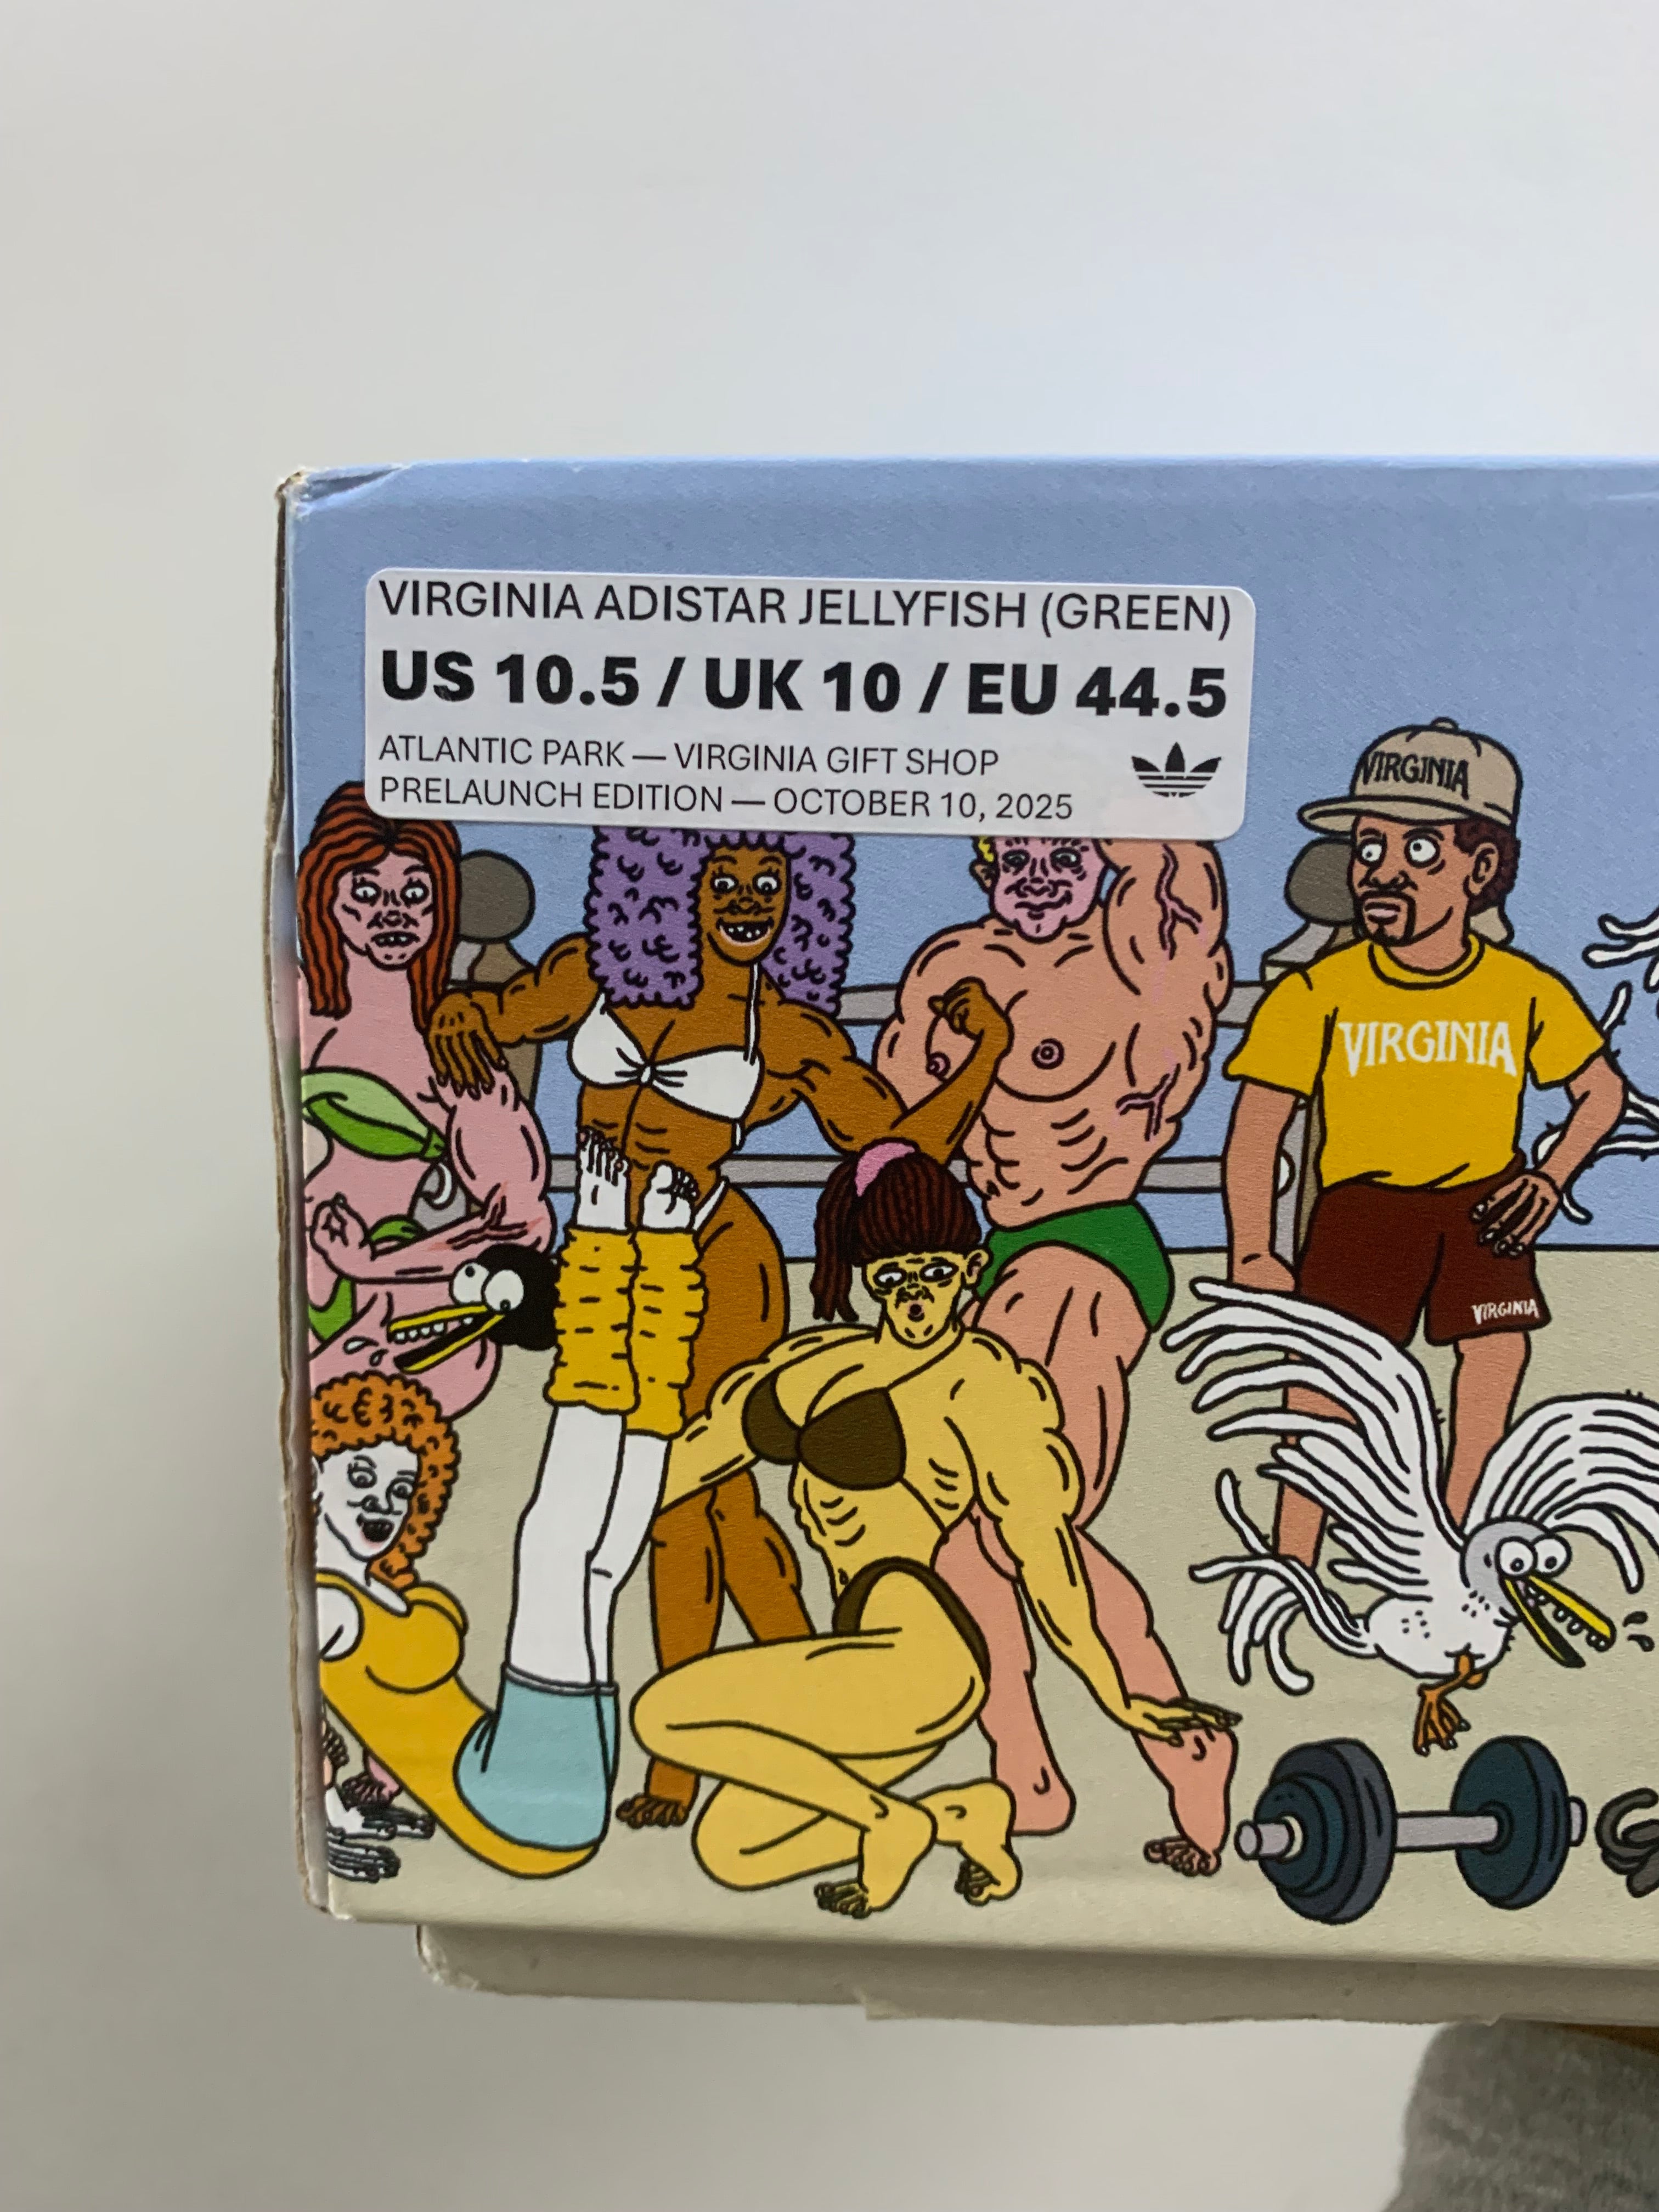 VIRGINIA ADISTAR JELLYFISH (GREEN)
US 10.5 / UK 10 / EU 44.5
ATLANTIC PARK — VIRGINIA GIFT SHOP
PRELAUNCH EDITION — OCTOBER 10, 2025
VIRGINIA
VIRGINIA
VIRGINIA